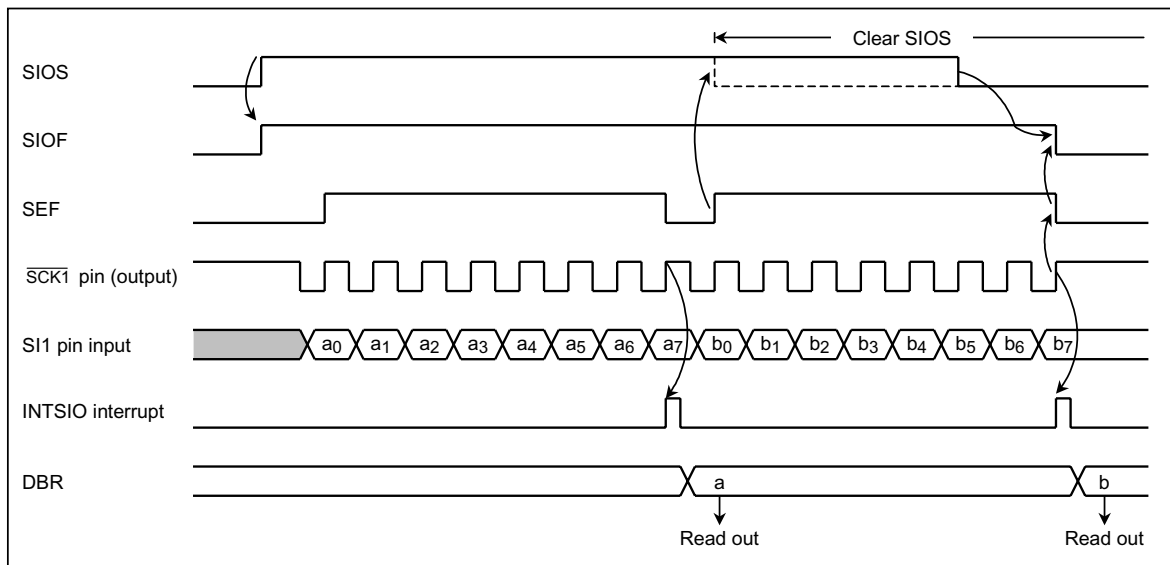 Clear SIOS
SIOS
SIOF
SEF
SCK1 pin (output)
SI1 pin input a0 a1 a2 a3 a4 a5 a6 a7 b0 b1 b2 b3 b4 b5 b6 b7
INTSIO interrupt
DBR a b
Read out Read out